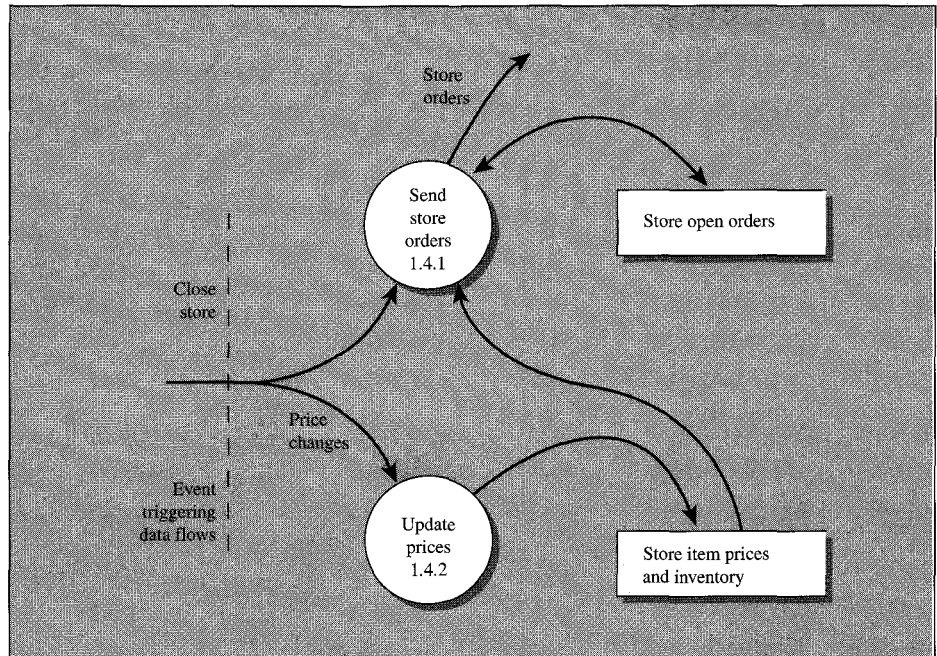 Store
orders
Send
store
orders
1.4.1
Store open orders
Close
store
Price
changes
Event
triggering
data flows
Update
prices
1.4.2
Store item prices
and inventory